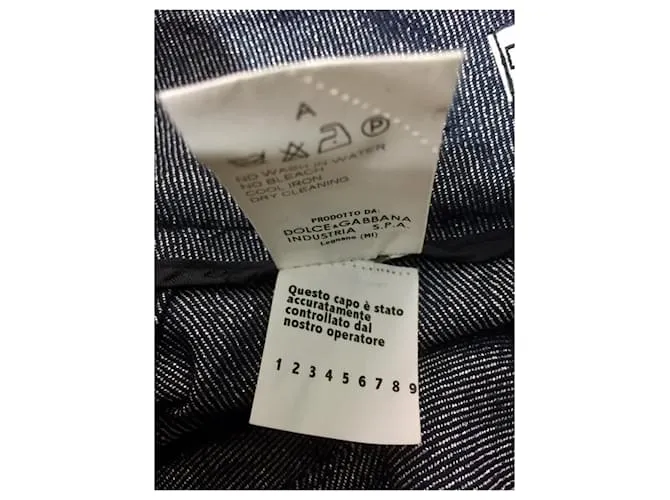 A
P
NO WASH IN WATER
NO BLEACH
COOL IRON
DRY CLEANING
PRODOTTO DA:
DOLCE&GABBANA
INDUSTRIA S.P.A.
Legnano (MI)
Questo capo è stato
accuratamente
controllato dal
nostro operatore
1 2 3 4 5 6 7 8 9